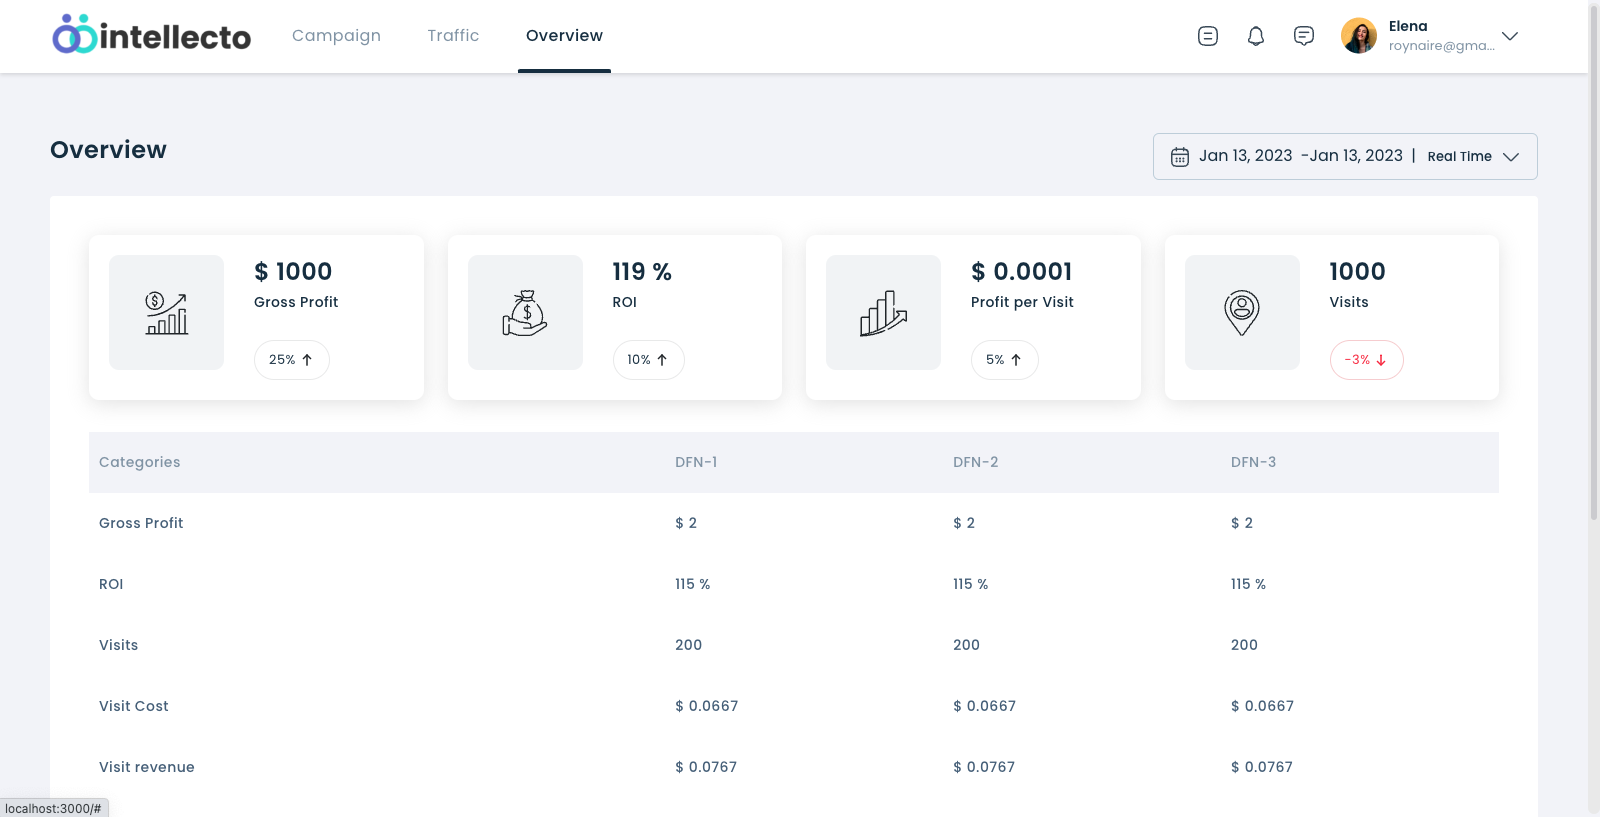 intellecto Campaign Traffic Overview Elena
roynaire@gma...
Overview
Jan 13, 2023 -Jan 13, 2023 | Real Time
$ 1000
Gross Profit
25% ↑
119 %
ROI
10% ↑
$ 0.0001
Profit per Visit
5% ↑
1000
Visits
-3% ↓
Categories DFN-1 DFN-2 DFN-3
Gross Profit $ 2 $ 2 $ 2
ROI 115 % 115 % 115 %
Visits 200 200 200
Visit Cost $ 0.0667 $ 0.0667 $ 0.0667
Visit revenue $ 0.0767 $ 0.0767 $ 0.0767
localhost:3000/#